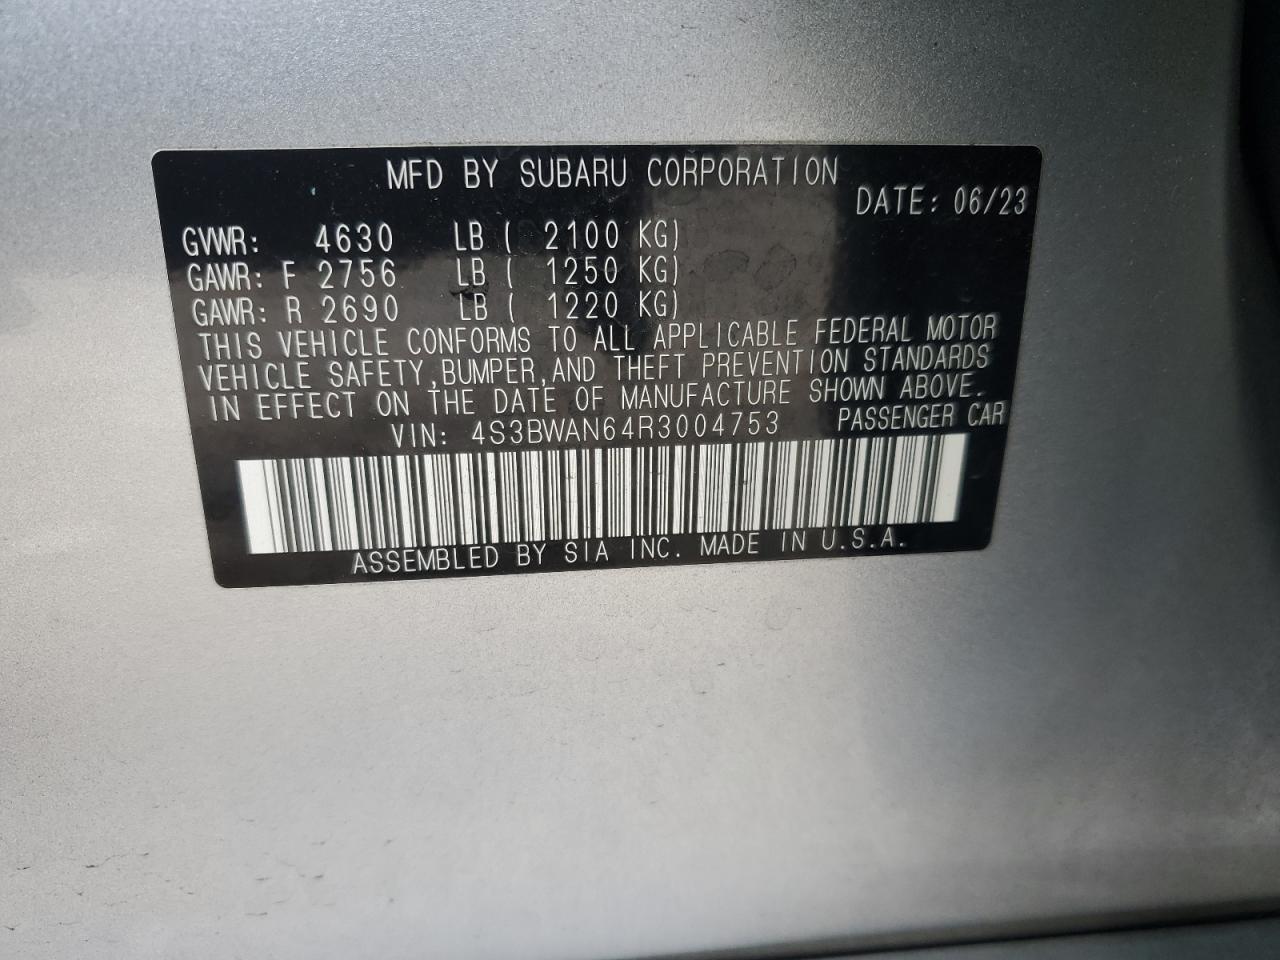 MFD BY SUBARU CORPORATION
DATE: 06/23
GVWR: 4630 LB ( 2100 KG)
GAWR: F 2756 LB ( 1250 KG)
GAWR: R 2690 LB ( 1220 KG)
THIS VEHICLE CONFORMS TO ALL APPLICABLE FEDERAL MOTOR
VEHICLE SAFETY, BUMPER, AND THEFT PREVENTION STANDARDS
IN EFFECT ON THE DATE OF MANUFACTURE SHOWN ABOVE.
VIN: 4S3BWAN64R3004753 PASSENGER CAR
ASSEMBLED BY SIA INC. MADE IN U.S.A.